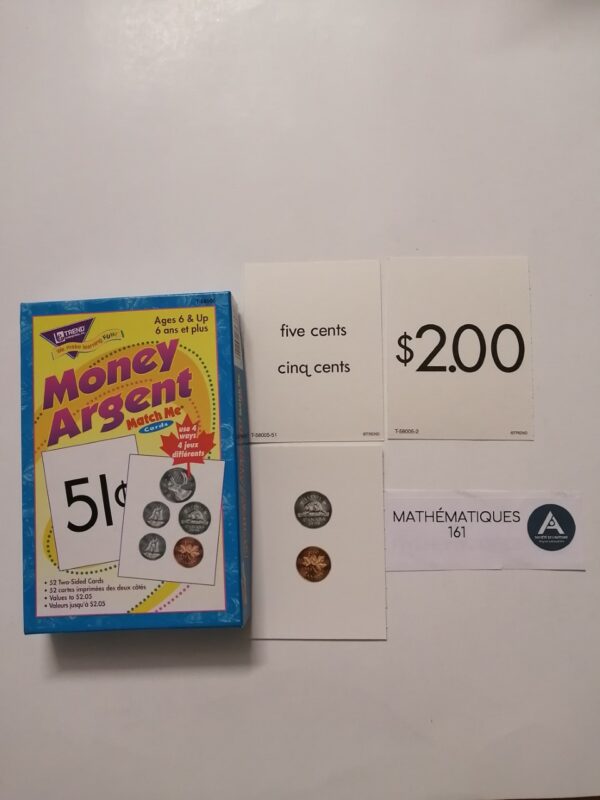 T-58005
TREND
We make learning FUN!
Ages 6 & Up
6 ans et plus
Money
Argent
Match Me
Cards
use 4
ways!
4 jeux
différents
51¢
• 52 Two-Sided Cards
• 52 cartes imprimées des deux côtés
• Values to $2.05
• Valeurs jusqu'à $2.05
five cents
cinq cents
T-58005-51
©TREND
$2.00
T-58005-2
©TREND
MATHÉMATIQUES
161
A